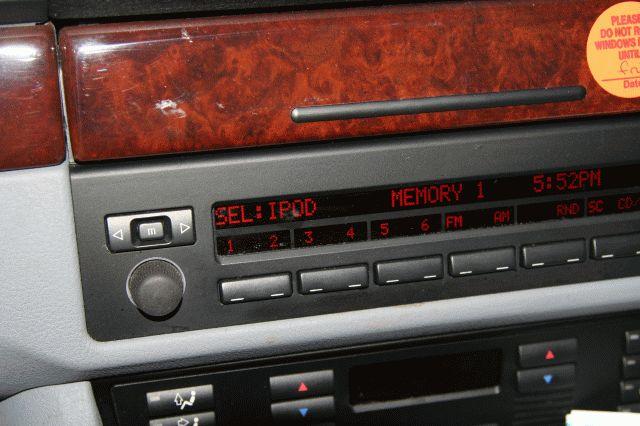 PLEASE
DO NOT R
WINDOWS
UNTIL
Date
SEL:IPOD MEMORY 1 5:52PM
1 2 3 4 5 6 FM AM RND SC CD/
m